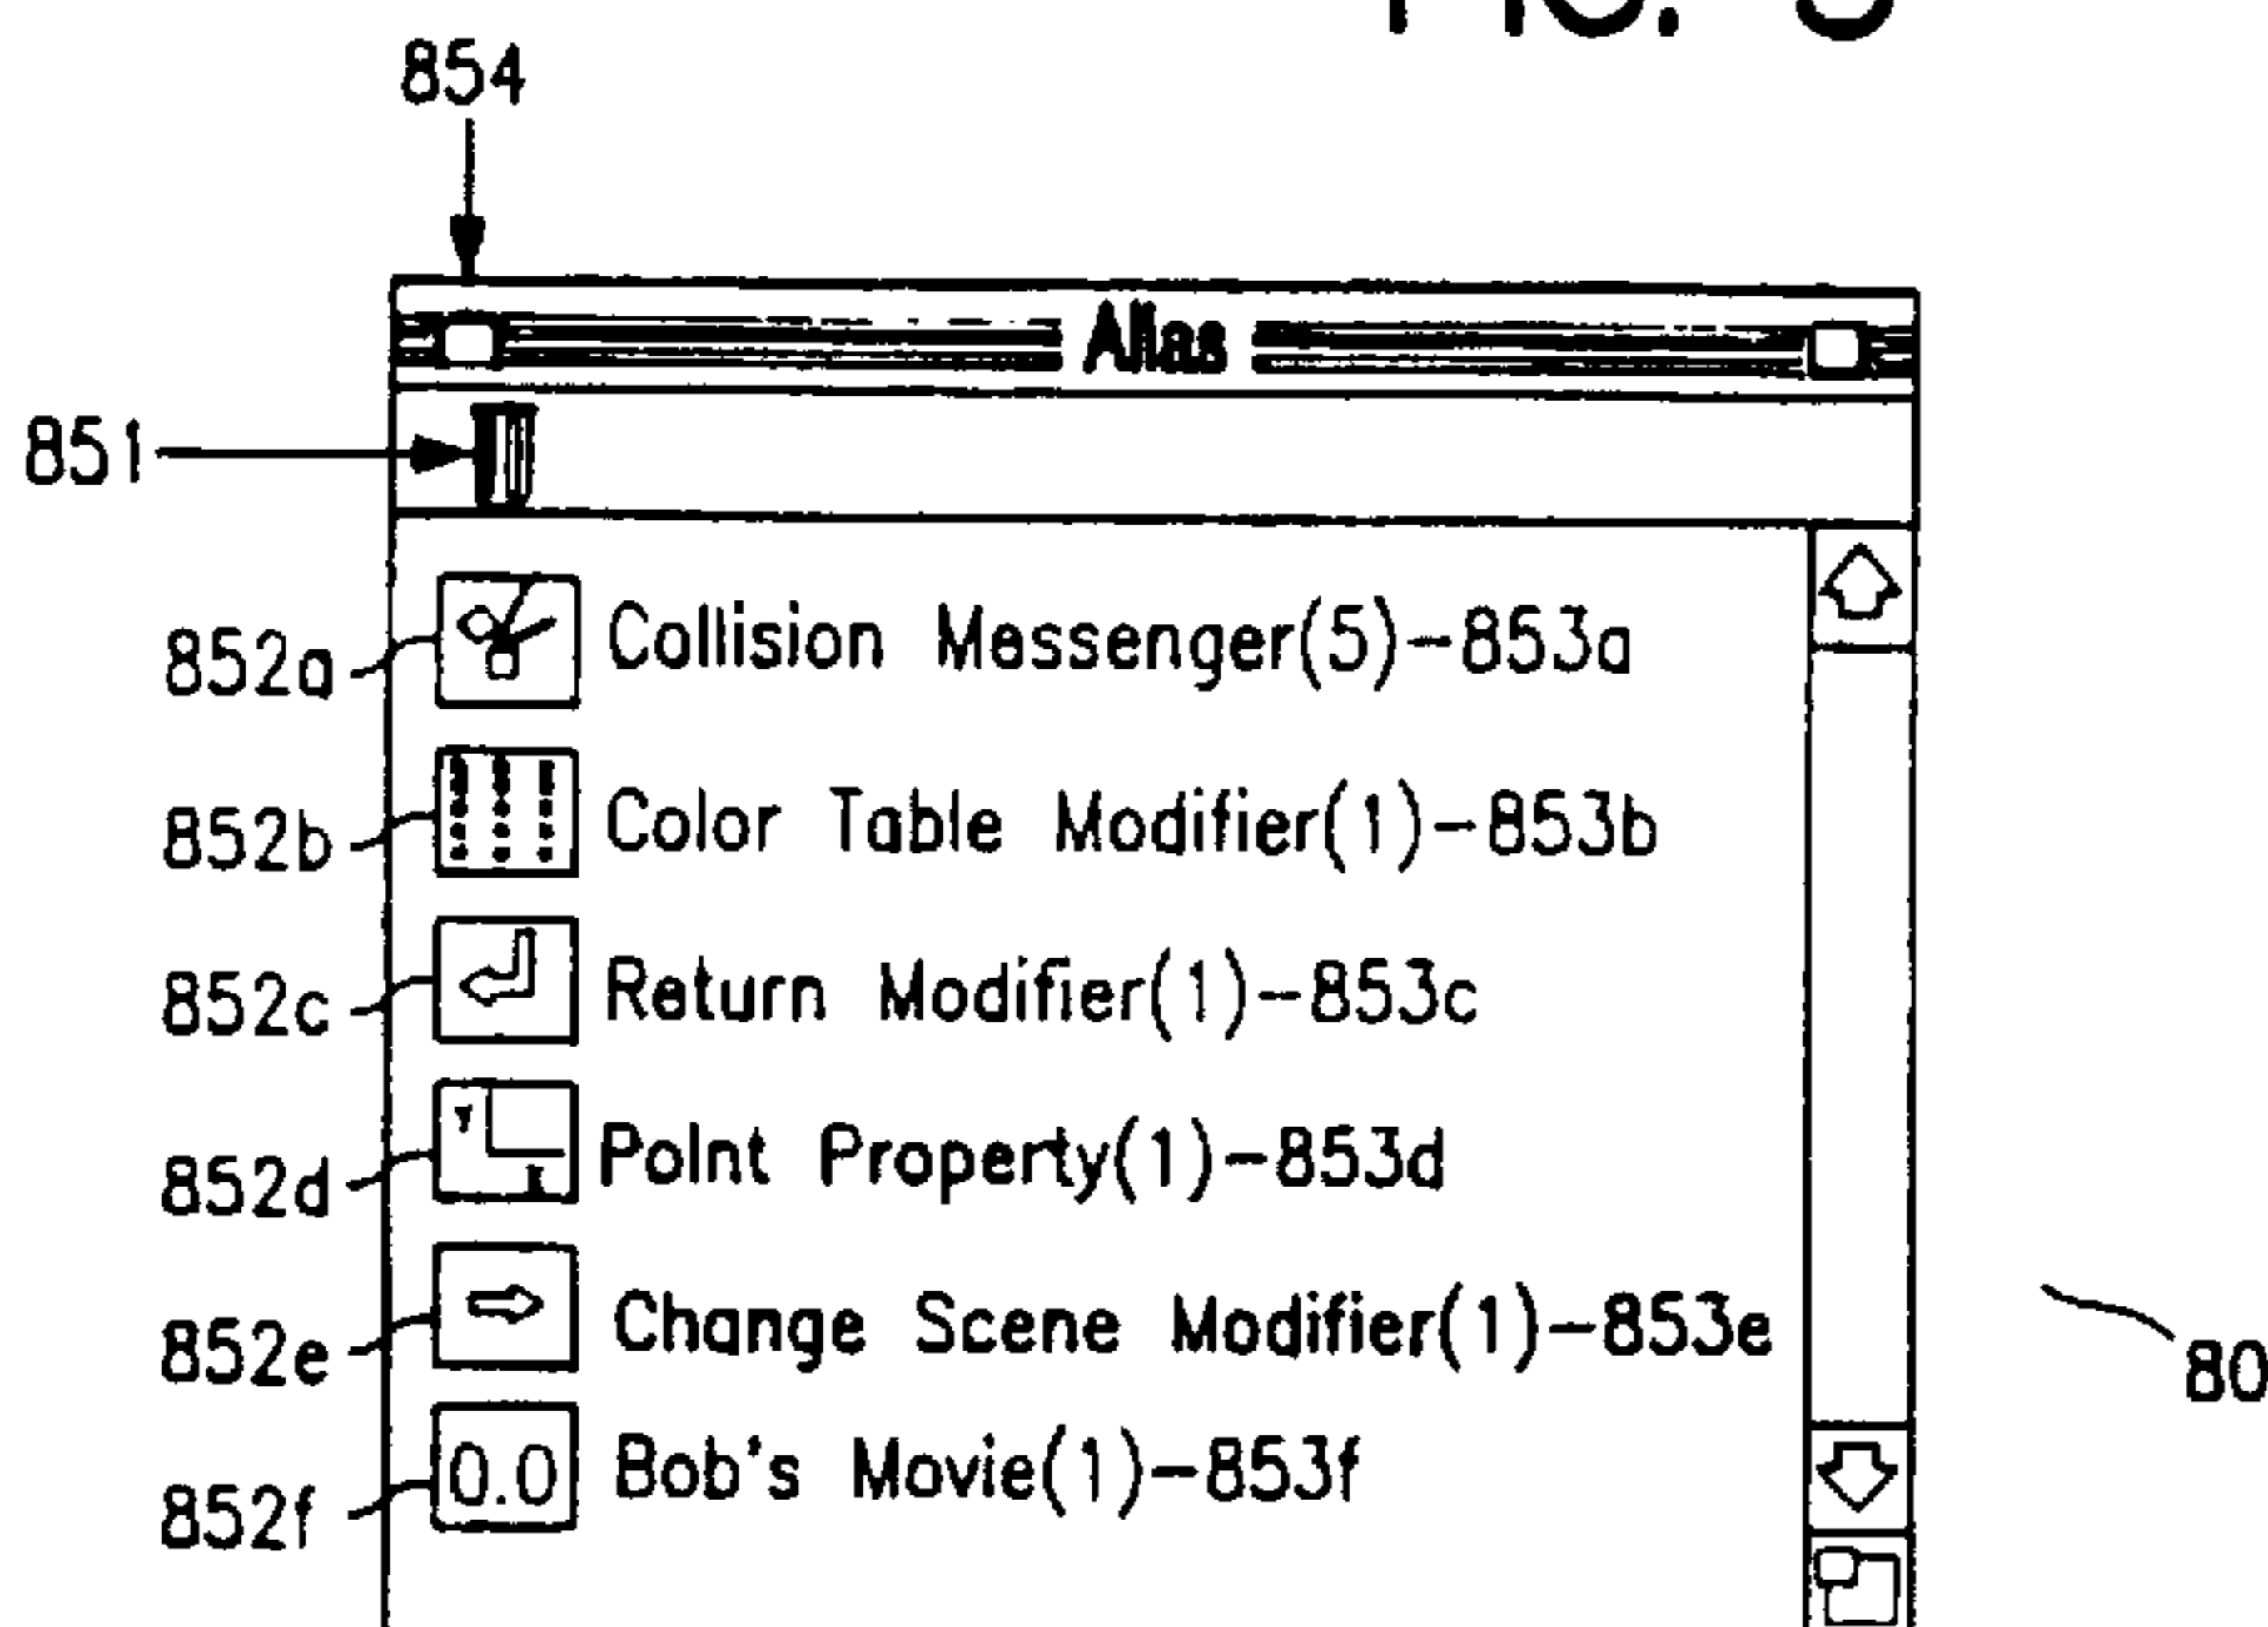 854
Alias
851
852a Collision Messenger(5)-853a
852b Color Table Modifier(1)-853b
852c Return Modifier(1)-853c
852d Point Property(1)-853d
852e Change Scene Modifier(1)-853e
80
852f 0.0 Bob's Movie(1)-853f